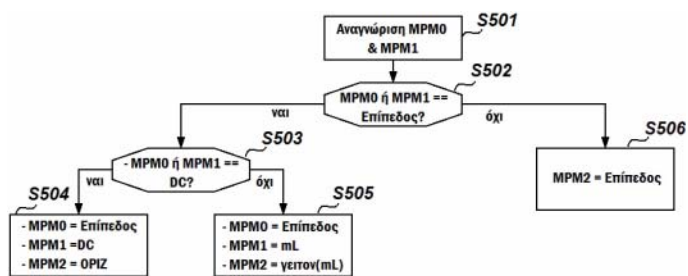 Αναγνώριση MPM0
& MPM1
S501
MPM0 ή MPM1 ==
Επίπεδος?
S502
ναι
όχι
- MPM0 ή MPM1 ==
DC?
S503
MPM2 = Επίπεδος
S506
ναι
όχι
S504
- MPM0 = Επίπεδος
- MPM1 =DC
- MPM2 = ΟΡΙΖ
S505
- MPM0 = Επίπεδος
- MPM1 = mL
- MPM2 = γειτον(mL)